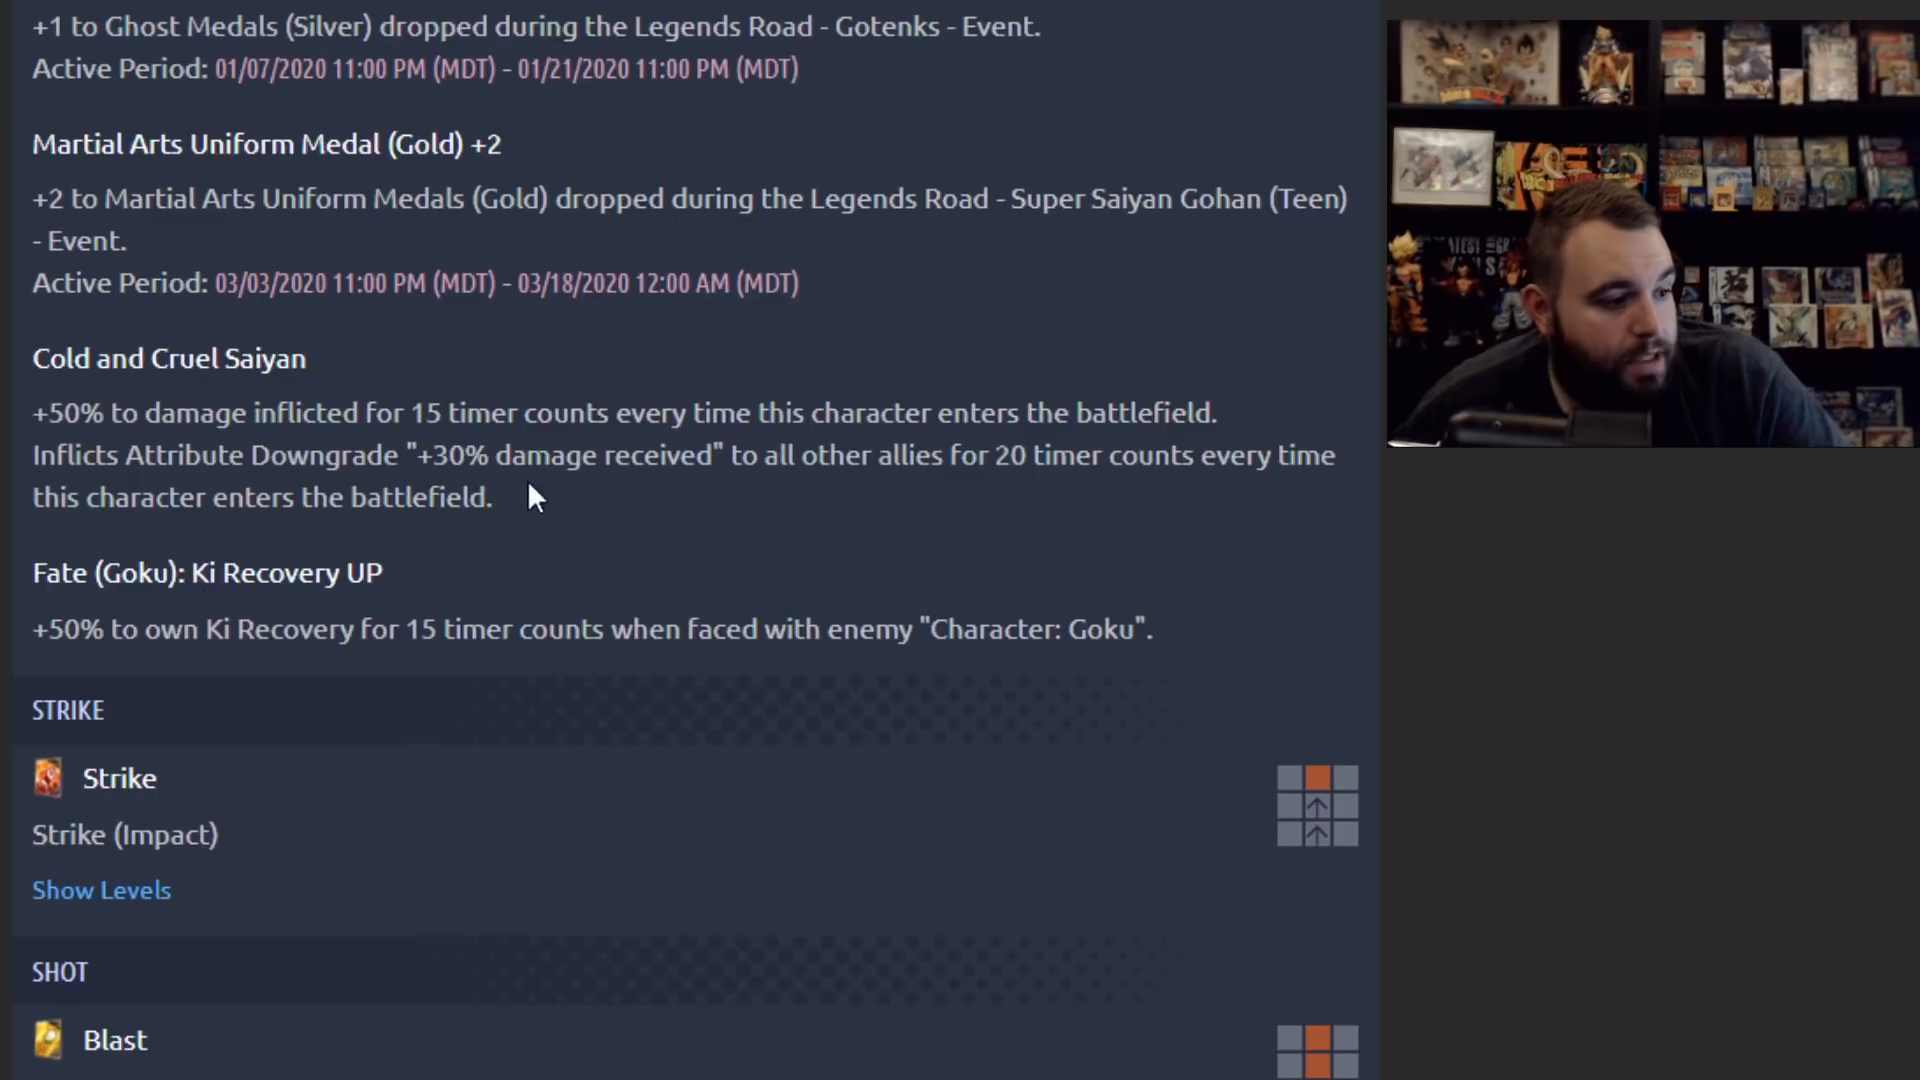 +1 to Ghost Medals (Silver) dropped during the Legends Road - Gotenks - Event.
Active Period: 01/07/2020 11:00 PM (MDT) - 01/21/2020 11:00 PM (MDT)
Martial Arts Uniform Medal (Gold) +2
+2 to Martial Arts Uniform Medals (Gold) dropped during the Legends Road - Super Saiyan Gohan (Teen)
- Event.
Active Period: 03/03/2020 11:00 PM (MDT) - 03/18/2020 12:00 AM (MDT)
Cold and Cruel Saiyan
+50% to damage inflicted for 15 timer counts every time this character enters the battlefield.
Inflicts Attribute Downgrade "+30% damage received" to all other allies for 20 timer counts every time
this character enters the battlefield.
Fate (Goku): Ki Recovery UP
+50% to own Ki Recovery for 15 timer counts when faced with enemy "Character: Goku".
STRIKE
Strike
Strike (Impact)
Show Levels
SHOT
Blast